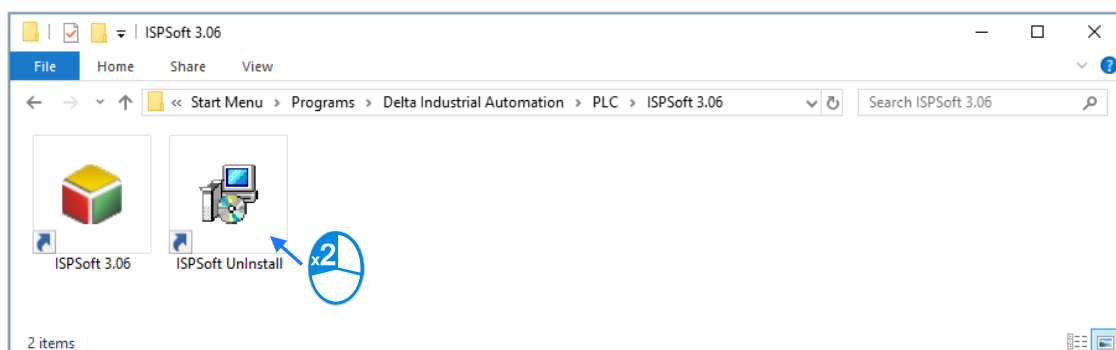 ISPSoft 3.06
File Home Share View ?
« Start Menu > Programs > Delta Industrial Automation > PLC > ISPSoft 3.06 Search ISPSoft 3.06
x2
ISPSoft 3.06 ISPSoft UnInstall
2 items